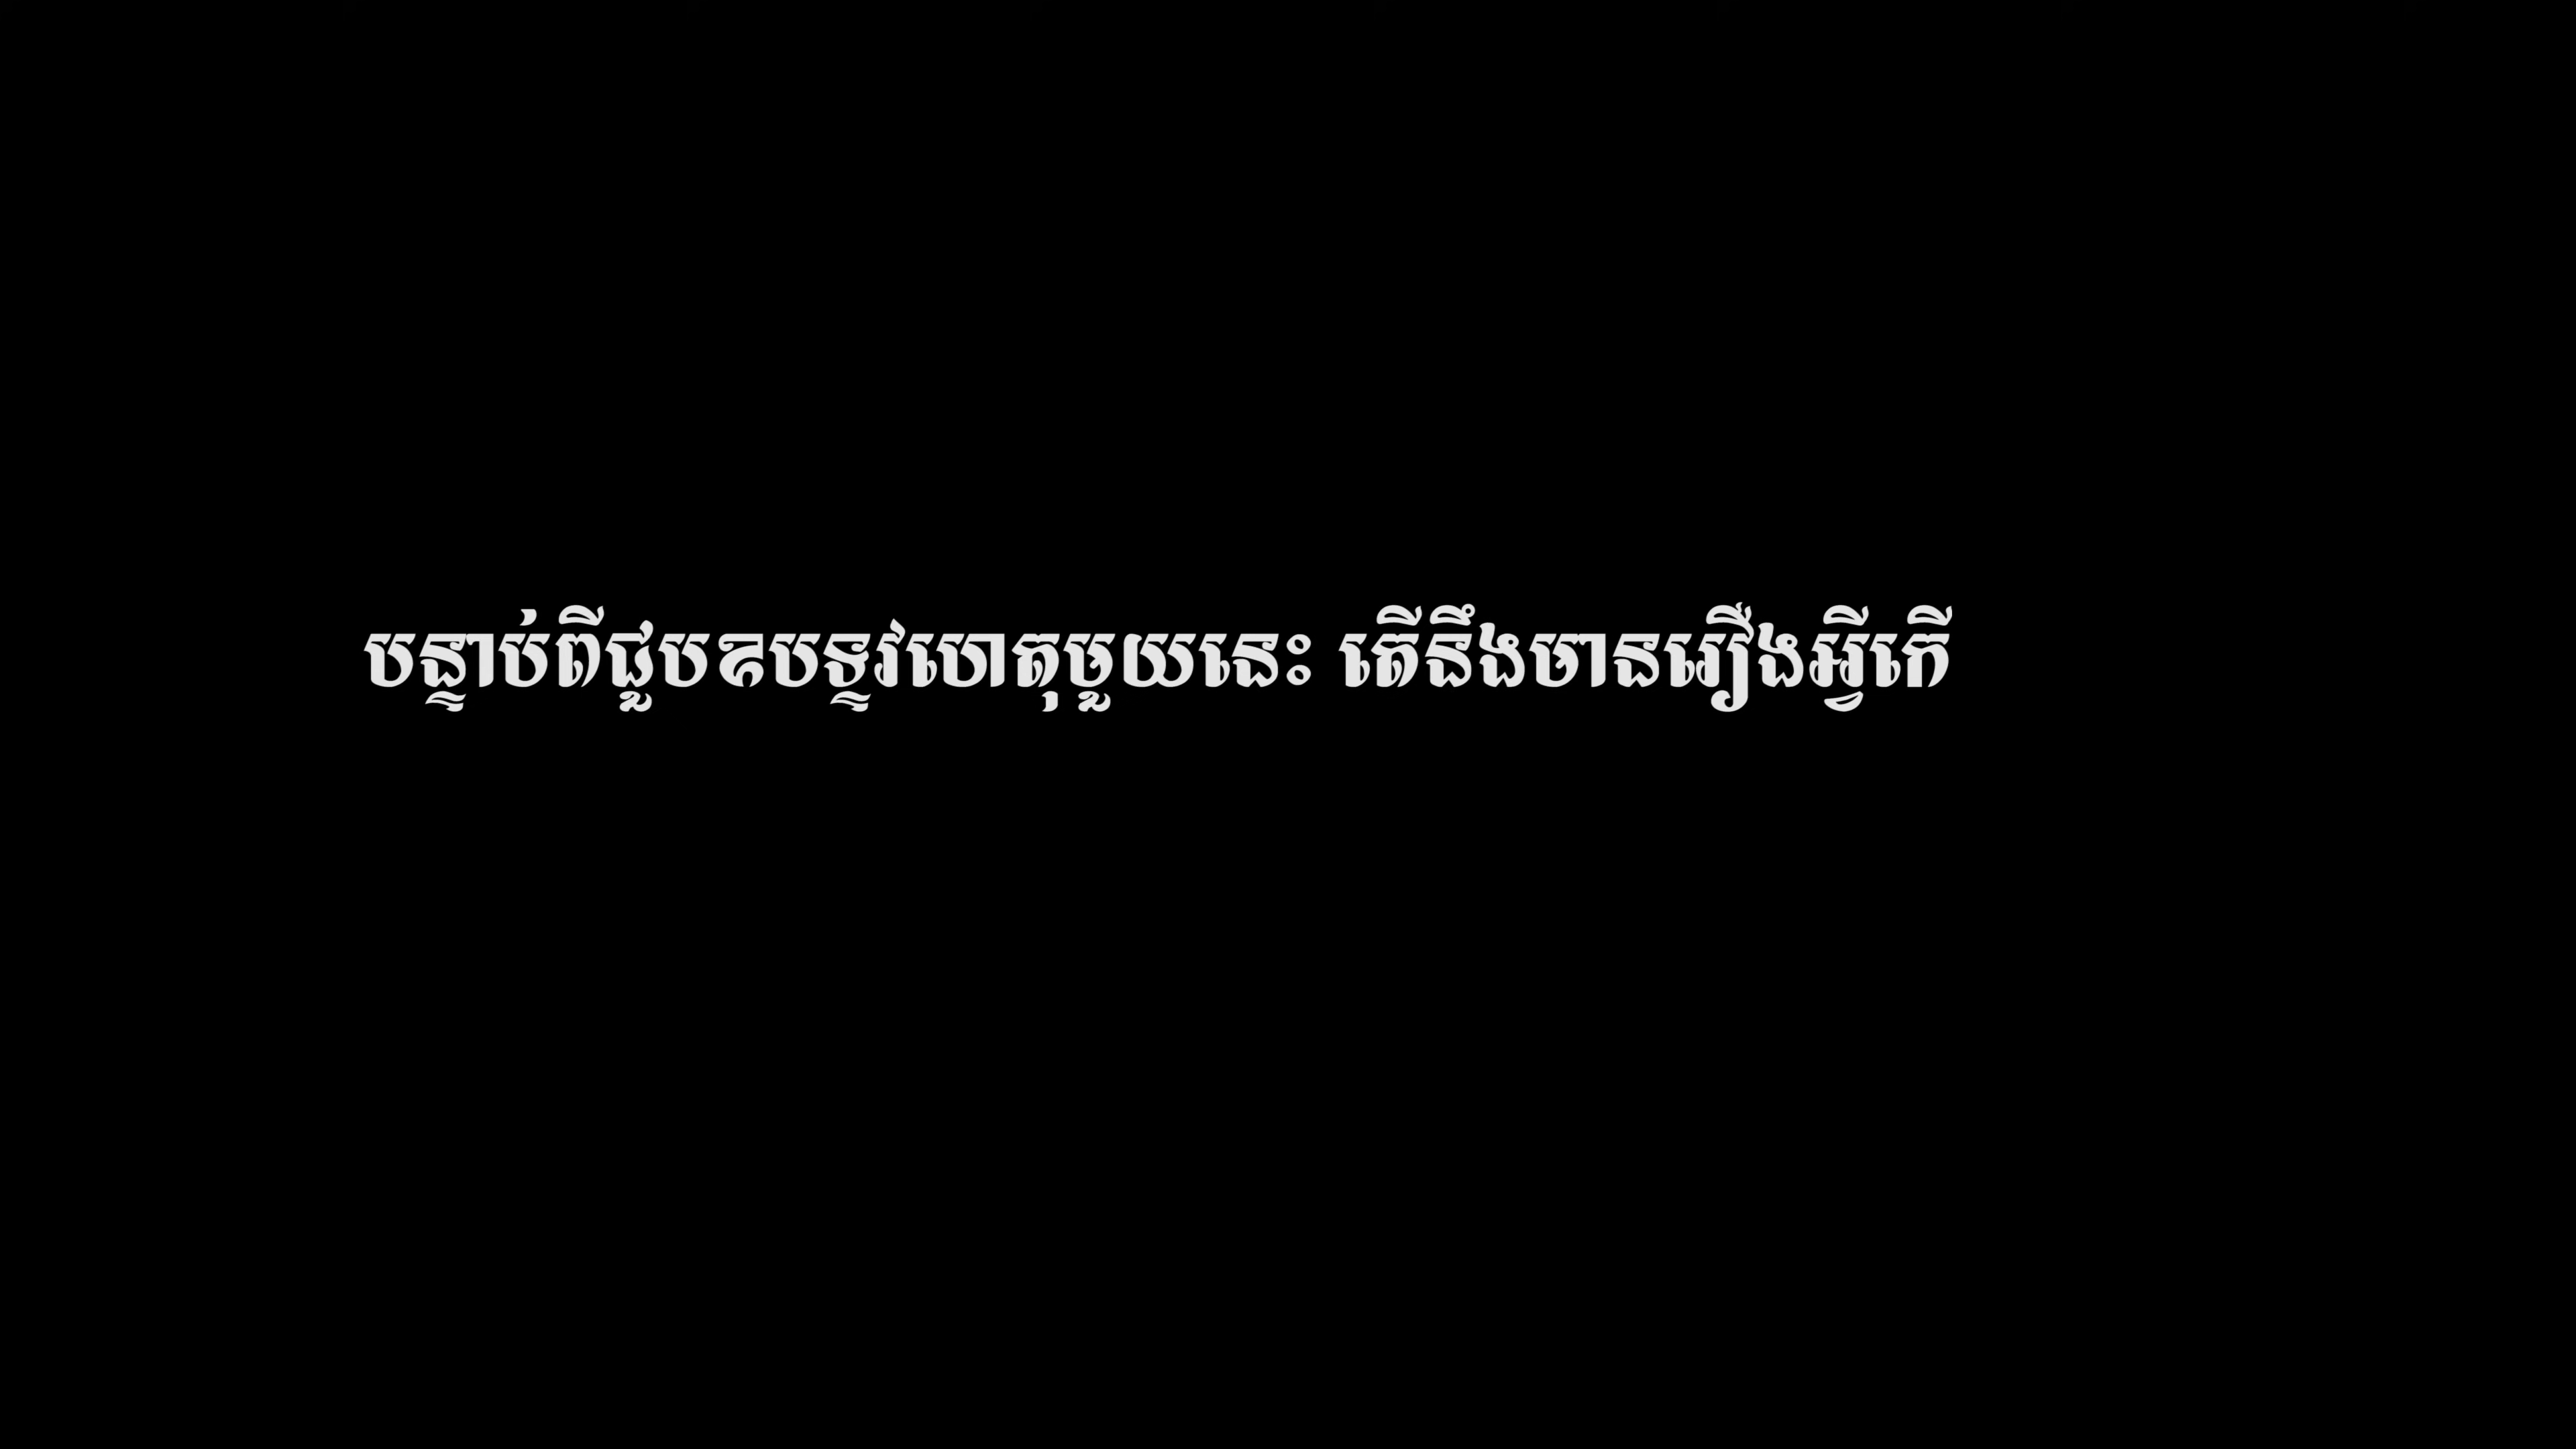 បន្ទាប់ពីជួបឧបទ្ទវហេតុមួយនេះ តើនឹងមានរឿងអ្វីកើ